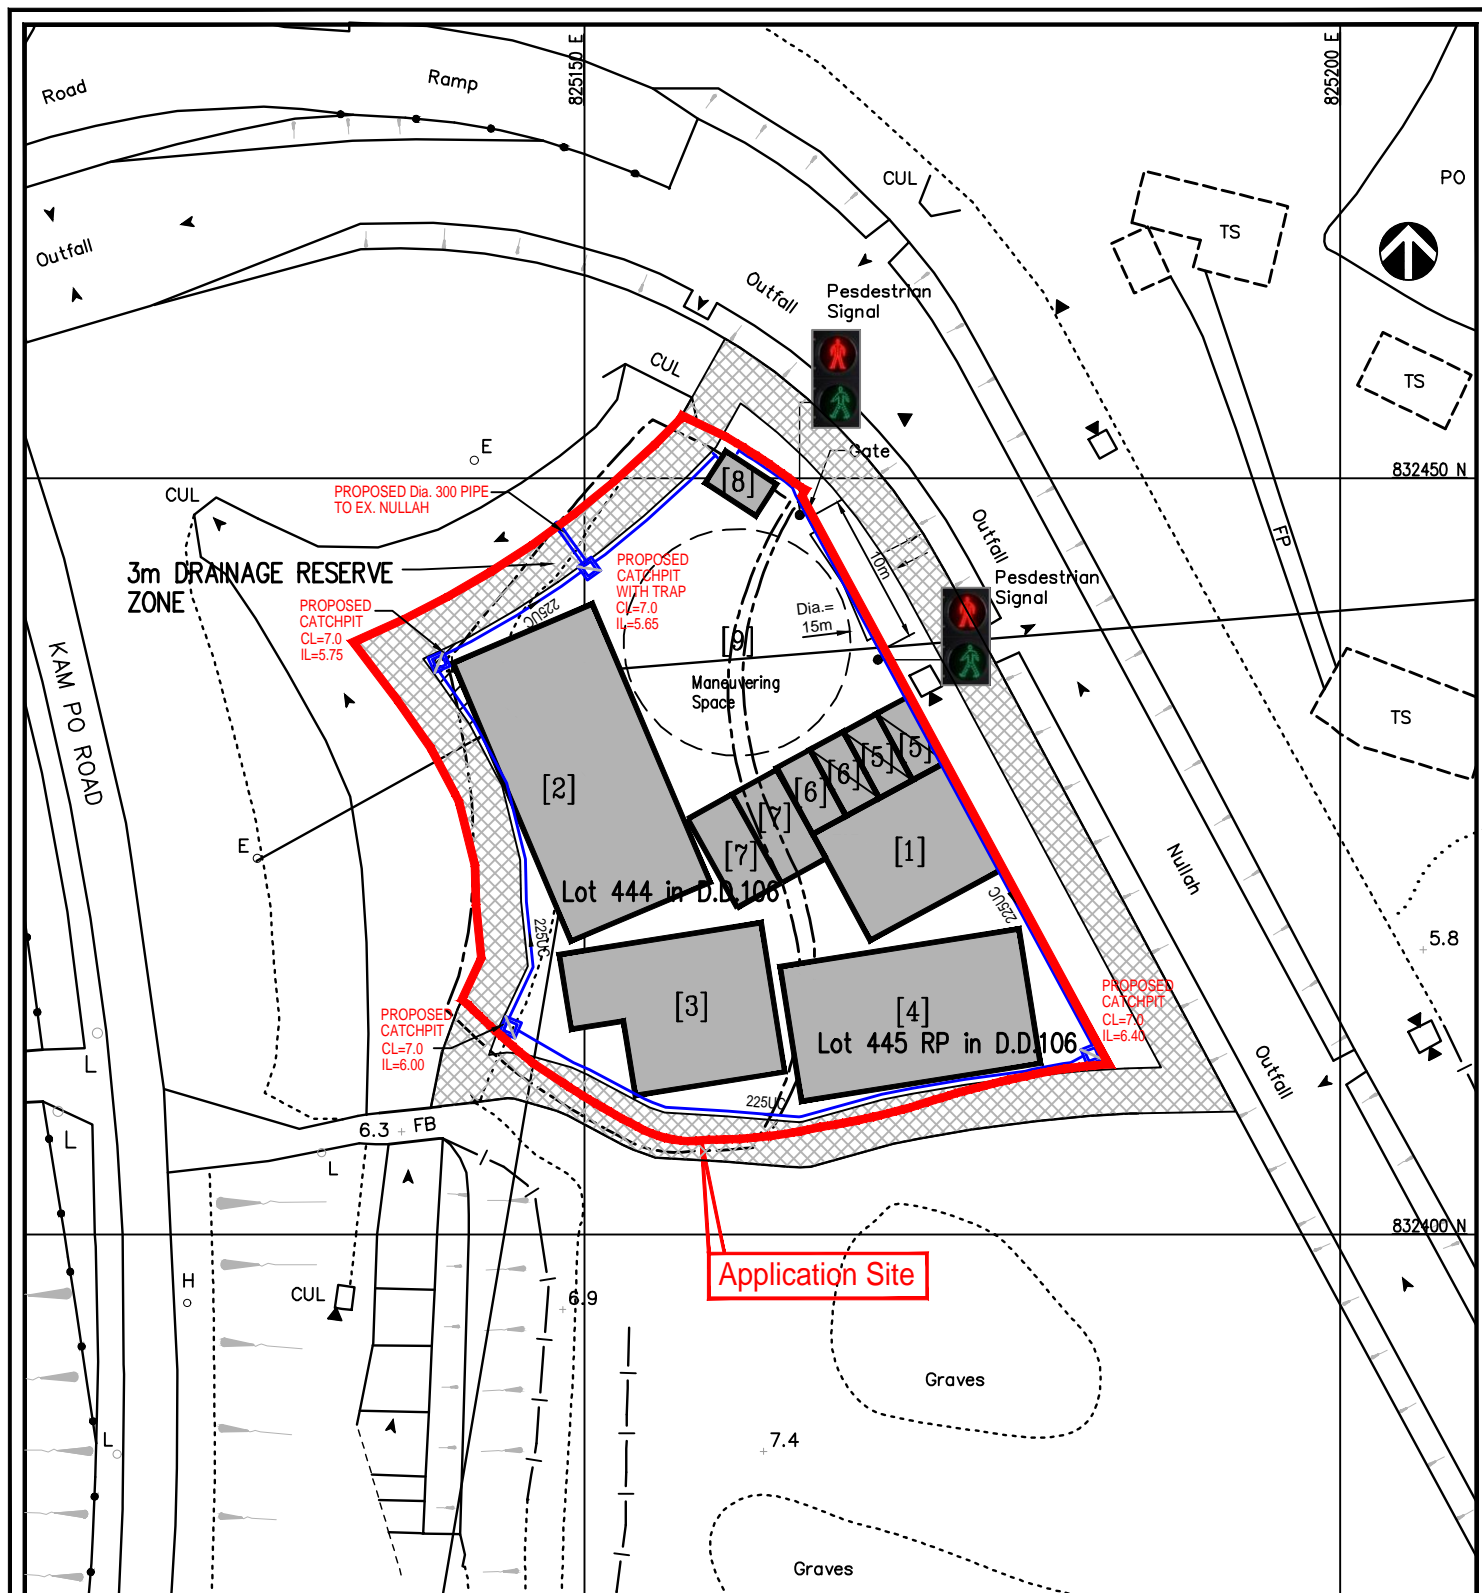 Road
Ramp
825150 E
825200 E
CUL
PO
TS
Outfall
Outfall
Pesdestrian
Signal
CUL
TS
E
Gate
832450 N
[8]
CUL
PROPOSED Dia. 300 PIPE
TO EX. NULLAH
Outfall
FP
10m
3m DRAINAGE RESERVE
ZONE
PROPOSED
CATCHPIT
WITH TRAP
CL=7.0
IL=5.65
Pesdestrian
Signal
PROPOSED
CATCHPIT
CL=7.0
IL=5.75
225UC
Dia.=
15m
[9]
KAM PO ROAD
Maneuvering
Space
TS
[5]
[5]
[6]
[6]
[2]
[7]
[7]
E
[1]
Nullah
Lot 444 in D.D.106
225UC
225UC
5.8
PROPOSED
CATCHPIT
CL=7.0
IL=6.40
[3]
[4]
PROPOSED
CATCHPIT
CL=7.0
IL=6.00
Lot 445 RP in D.D.106
L
Outfall
225UC
6.3
FB
L
L
832400 N
Application Site
H
CUL
6.9
Graves
7.4
L
Graves